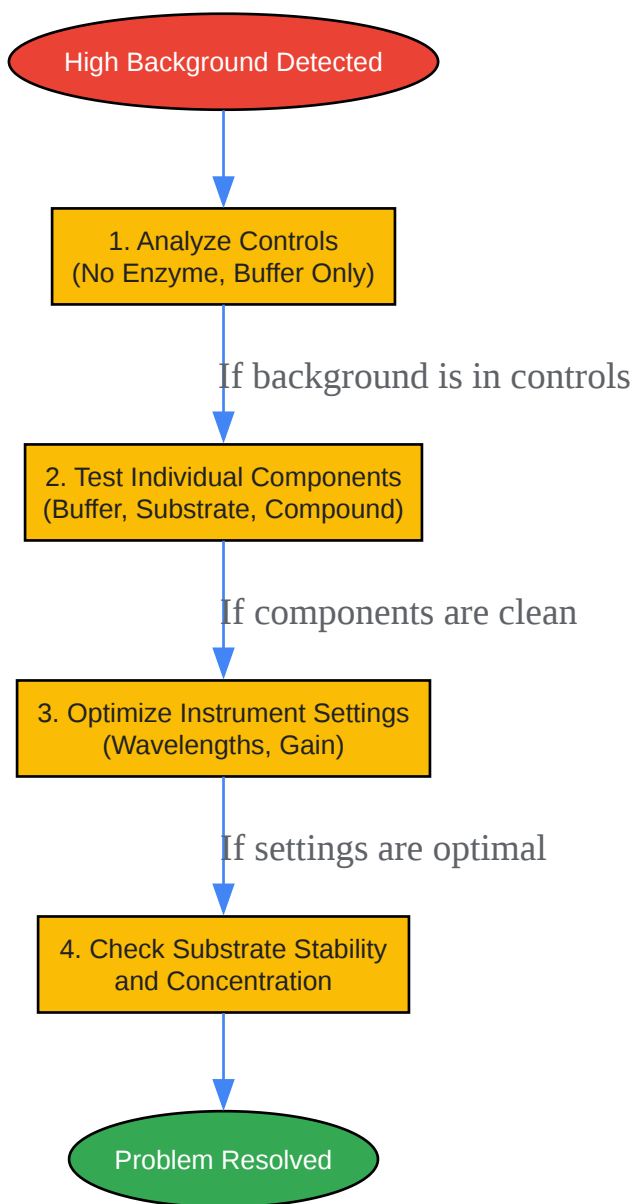 High Background Detected
1. Analyze Controls
(No Enzyme, Buffer Only)
If background is in controls
2. Test Individual Components
(Buffer, Substrate, Compound)
If components are clean
3. Optimize Instrument Settings
(Wavelengths, Gain)
If settings are optimal
4. Check Substrate Stability
and Concentration
Problem Resolved